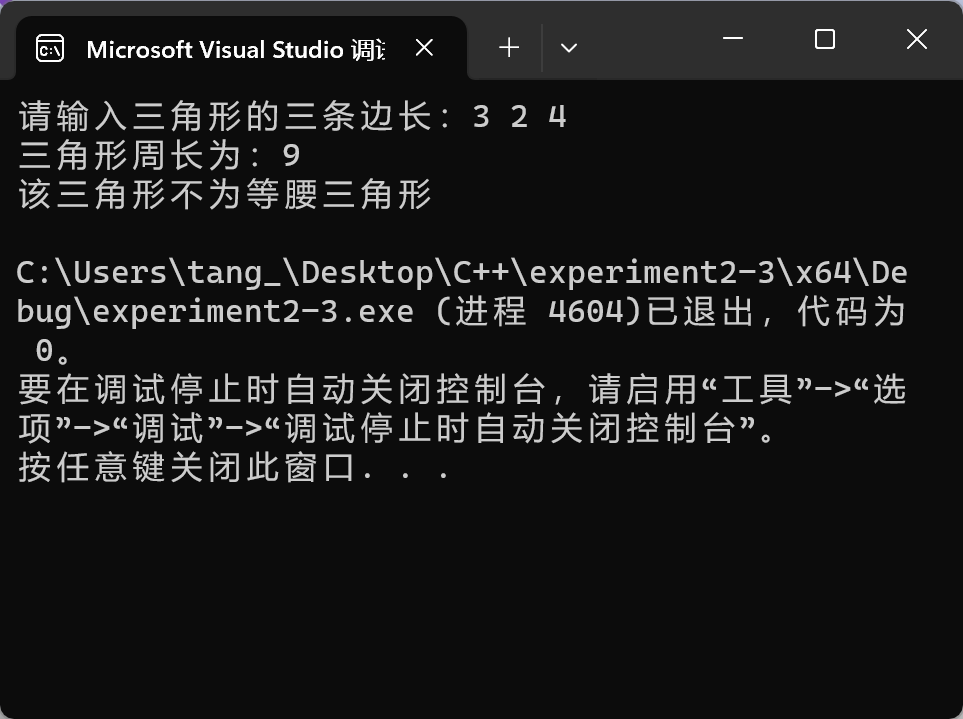 Microsoft Visual Studio 调
请输入三角形的三条边长：3 2 4
三角形周长为：9
该三角形不为等腰三角形
C:\Users\tang_\Desktop\C++\experiment2-3\x64\De
bug\experiment2-3.exe (进程 4604)已退出，代码为
 0。
要在调试停止时自动关闭控制台，请启用“工具”->“选
项”->“调试”->“调试停止时自动关闭控制台”。
按任意键关闭此窗口. . .